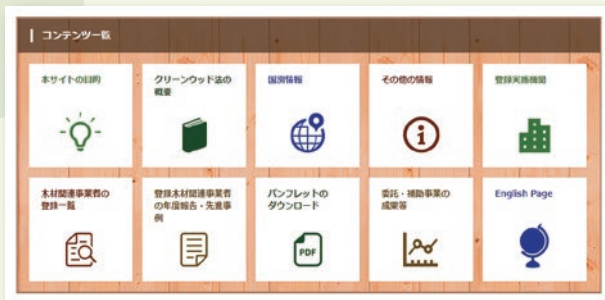 コンテンツ一覧
本サイトの目的
クリーンウッド法の
概要
国別情報
その他の情報
登録実施機関
木材関連事業者の
登録一覧
登録木材関連事業者
の年度報告・先進事
例
パンフレットの
ダウンロード
PDF
委託・補助事業の
成果等
English Page